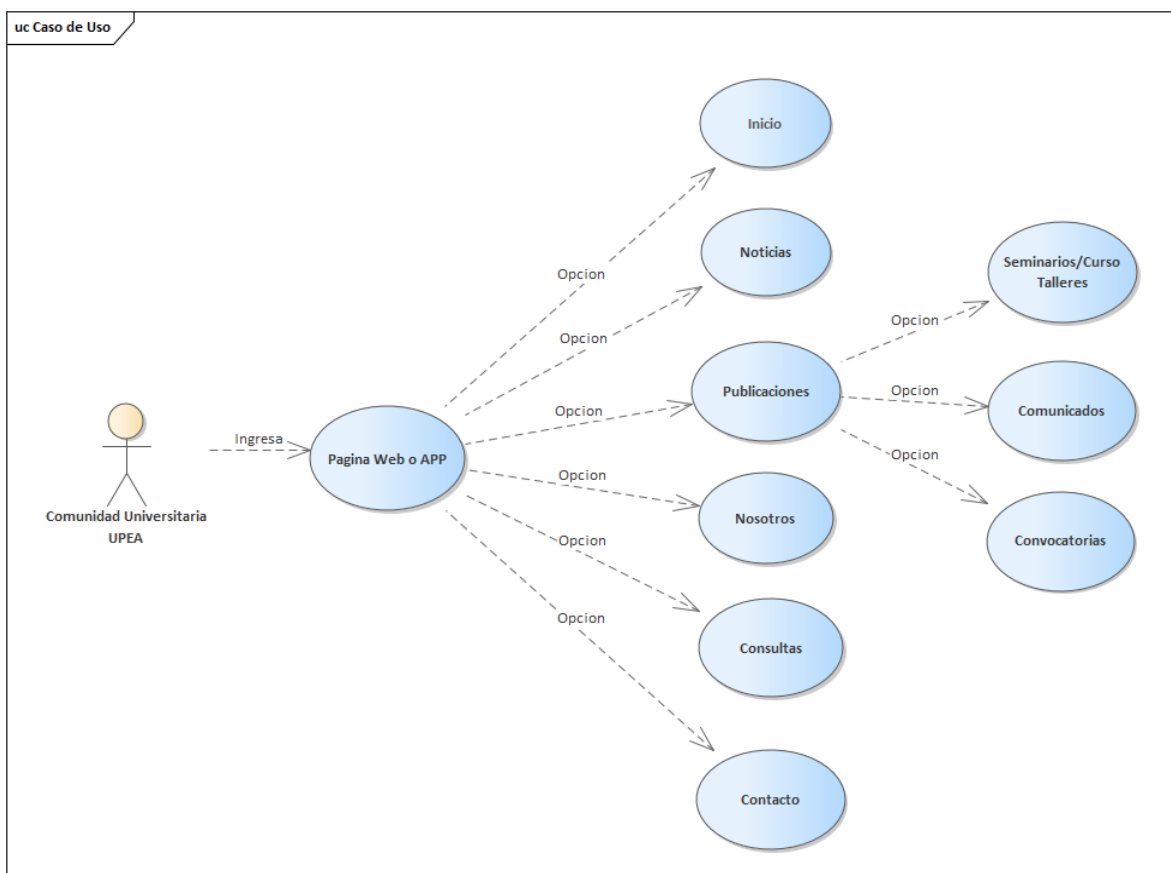 uc Caso de Uso
Inicio
Noticias
Seminarios/Curso
Talleres
Opcion
Opcion
Opcion
Publicaciones
Opcion
Opcion
Comunicados
Ingresa
Pagina Web o APP
Opcion
Opcion
Comunidad Universitaria
UPEA
Nosotros
Convocatorias
Opcion
Consultas
Opcion
Contacto